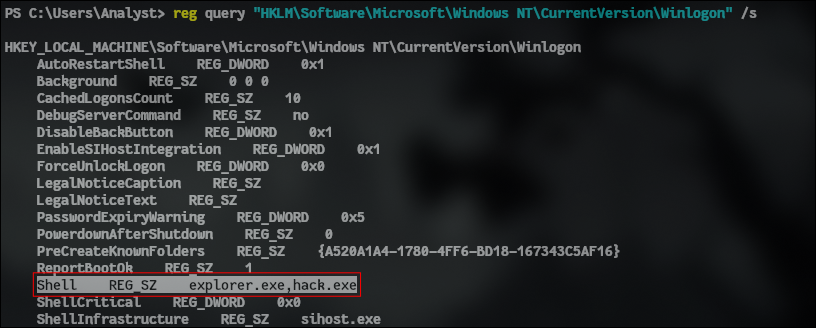 PS C:\Users\Analyst> reg query "HKLM\Software\Microsoft\Windows NT\CurrentVersion\Winlogon" /s
HKEY_LOCAL_MACHINE\Software\Microsoft\Windows NT\CurrentVersion\Winlogon
AutoRestartShell    REG_DWORD    0x1
Background    REG_SZ    0 0 0
CachedLogonsCount    REG_SZ    10
DebugServerCommand    REG_SZ    no
DisableBackButton    REG_DWORD    0x1
EnableSIHostIntegration    REG_DWORD    0x1
ForceUnlockLogon    REG_DWORD    0x0
LegalNoticeCaption    REG_SZ
LegalNoticeText    REG_SZ
PasswordExpiryWarning    REG_DWORD    0x5
PowerdownAfterShutdown    REG_SZ    0
PreCreateKnownFolders    REG_SZ    {A520A1A4-1780-4FF6-BD18-167343C5AF16}
ReportBootOk    REG_SZ    1
Shell    REG_SZ    explorer.exe,hack.exe
ShellCritical    REG_DWORD    0x0
ShellInfrastructure    REG_SZ    sihost.exe